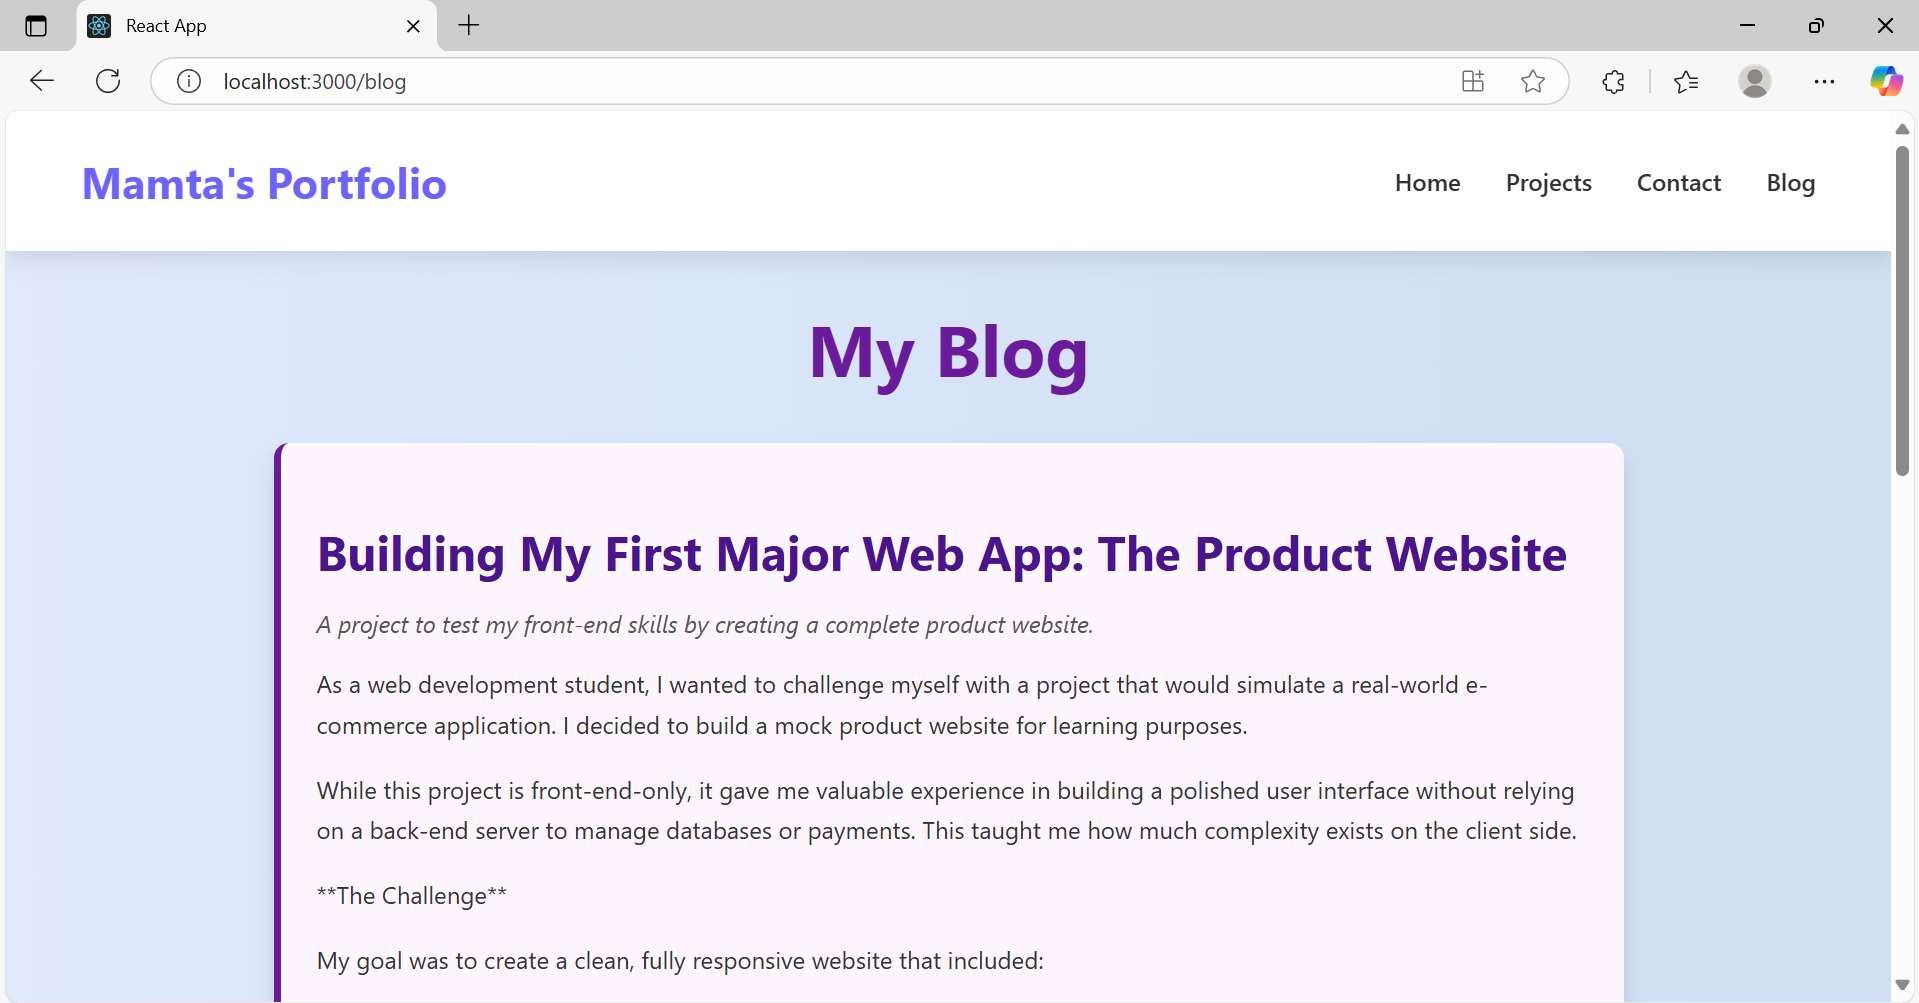 React App
localhost:3000/blog
Mamta's Portfolio
Home Projects Contact Blog
My Blog
Building My First Major Web App: The Product Website
A project to test my front-end skills by creating a complete product website.
As a web development student, I wanted to challenge myself with a project that would simulate a real-world e-
commerce application. I decided to build a mock product website for learning purposes.
While this project is front-end-only, it gave me valuable experience in building a polished user interface without relying
on a back-end server to manage databases or payments. This taught me how much complexity exists on the client side.
**The Challenge**
My goal was to create a clean, fully responsive website that included: